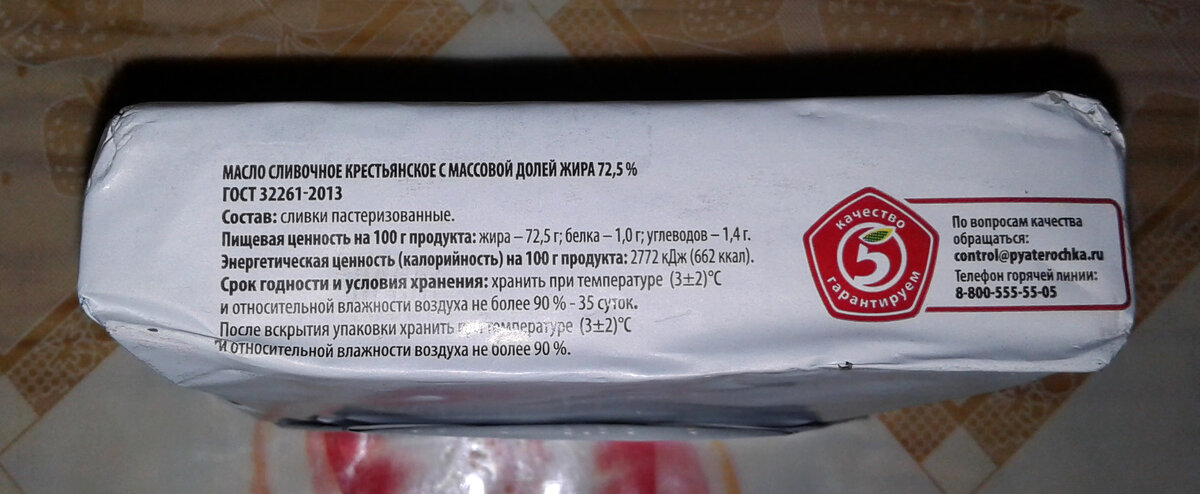 МАСЛО СЛИВОЧНОЕ КРЕСТЬЯНСКОЕ С МАССОВОЙ ДОЛЕЙ ЖИРА 72,5 %
ГОСТ 32261-2013
Состав: сливки пастеризованные.
Пищевая ценность на 100 г продукта: жира – 72,5 г; белка – 1,0 г; углеводов – 1,4 г.
Энергетическая ценность (калорийность) на 100 г продукта: 2772 кДж (662 ккал).
Срок годности и условия хранения: хранить при температуре (3±2)°С
и относительной влажности воздуха не более 90 % - 35 суток.
После вскрытия упаковки хранить при температуре (3±2)°С
и относительной влажности воздуха не более 90 %.
качество
5
гарантируем
По вопросам качества
обращаться:
control@pyaterochka.ru
Телефон горячей линии:
8-800-555-55-05